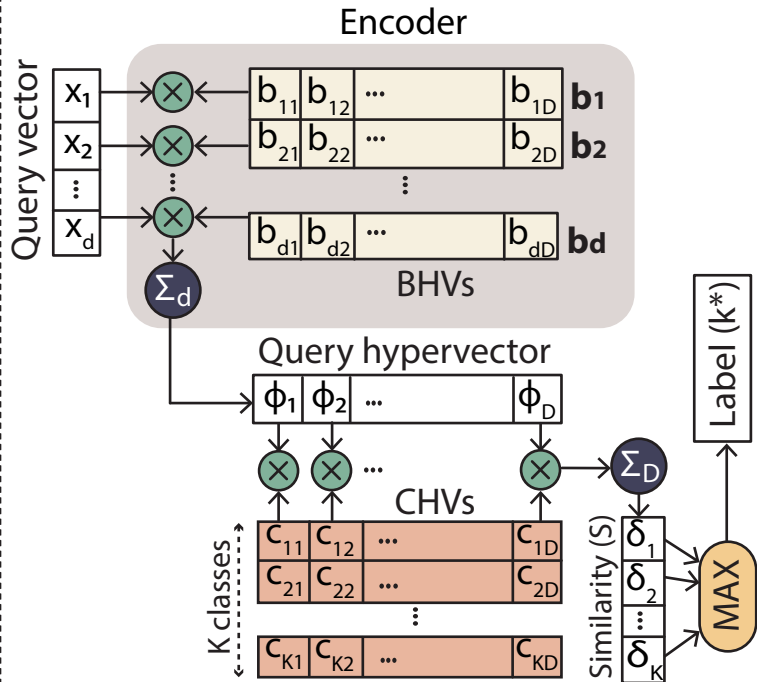 Encoder
Query vector
x1
x2
⋮
xd
b11 b12 ... b1D b1
b21 b22 ... b2D b2
⋮
bd1 bd2 ... bdD bd
BHVs
Σd
Query hypervector
ϕ1 ϕ2 ... ϕD
...
ΣD
CHVs
K classes
C11 C12 ... C1D
C21 C22 ... C2D
⋮
CK1 CK2 ... CKD
Similarity (S)
δ1
δ2
⋮
δK
MAX
Label (k*)